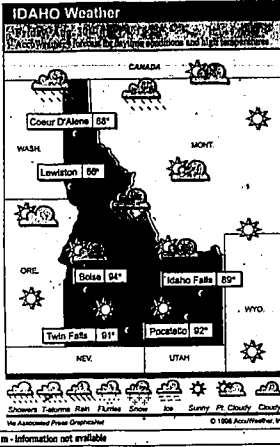 IDAHO Weather
AccuWeather® forecast for daytime conditions and high temperatures
CANADA
Coeur D'Alene 88°
WASH.
MONT.
Lewiston
ORE.
Boise 94°
Idaho Falls 89°
WYO.
Twin Falls 91°
Pocatello 92°
NEV.
UTAH
Showers T-storms Rain Flurries Snow Ice Sunny Pt. Cloudy Cloudy
Via Associated Press GraphicsNet
© 1996 AccuWeather, Inc.
m - Information not available